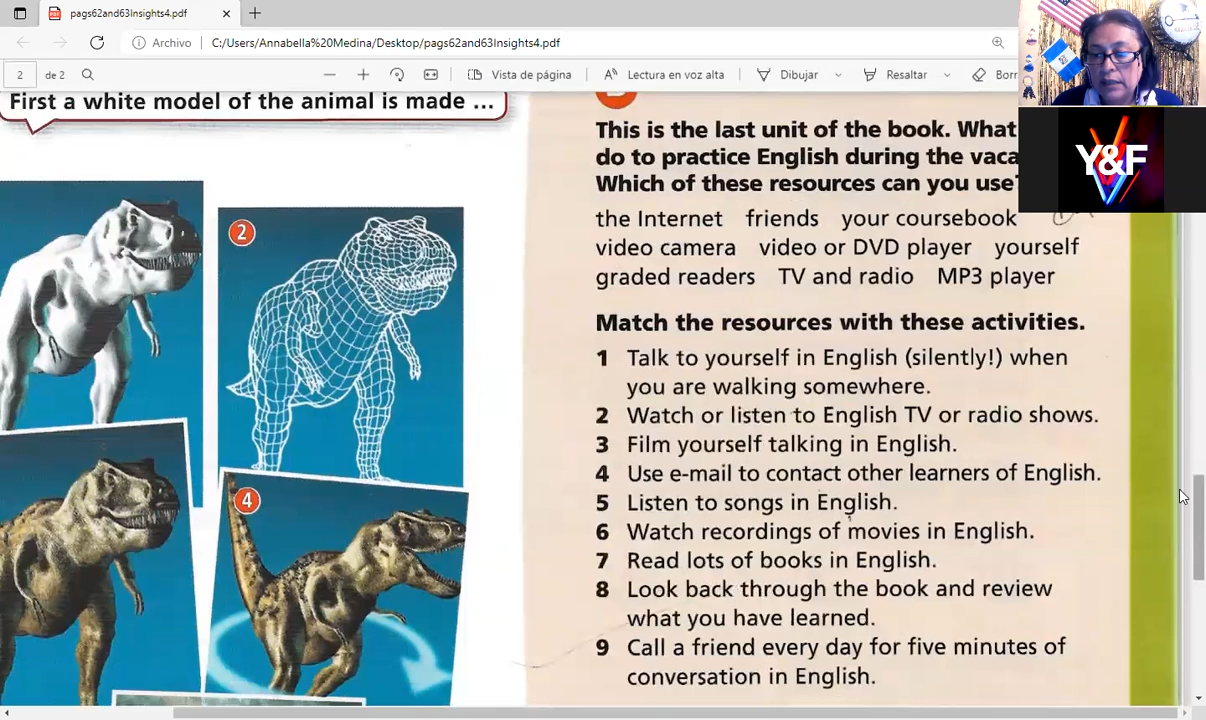 pags62and63Insights4.pdf
Archivo C:/Users/Annabella%20Medina/Desktop/pags62and63Insights4.pdf
2 de 2 Vista de página Lectura en voz alta Dibujar Resaltar Borr
First a white model of the animal is made ...
2
4
This is the last unit of the book. What
do to practice English during the vaca
Which of these resources can you use?
the Internet friends your coursebook
video camera video or DVD player yourself
graded readers TV and radio MP3 player
Match the resources with these activities.
1 Talk to yourself in English (silently!) when
you are walking somewhere.
2 Watch or listen to English TV or radio shows.
3 Film yourself talking in English.
4 Use e-mail to contact other learners of English.
5 Listen to songs in English.
6 Watch recordings of movies in English.
7 Read lots of books in English.
8 Look back through the book and review
what you have learned.
9 Call a friend every day for five minutes of
conversation in English.
Y&F